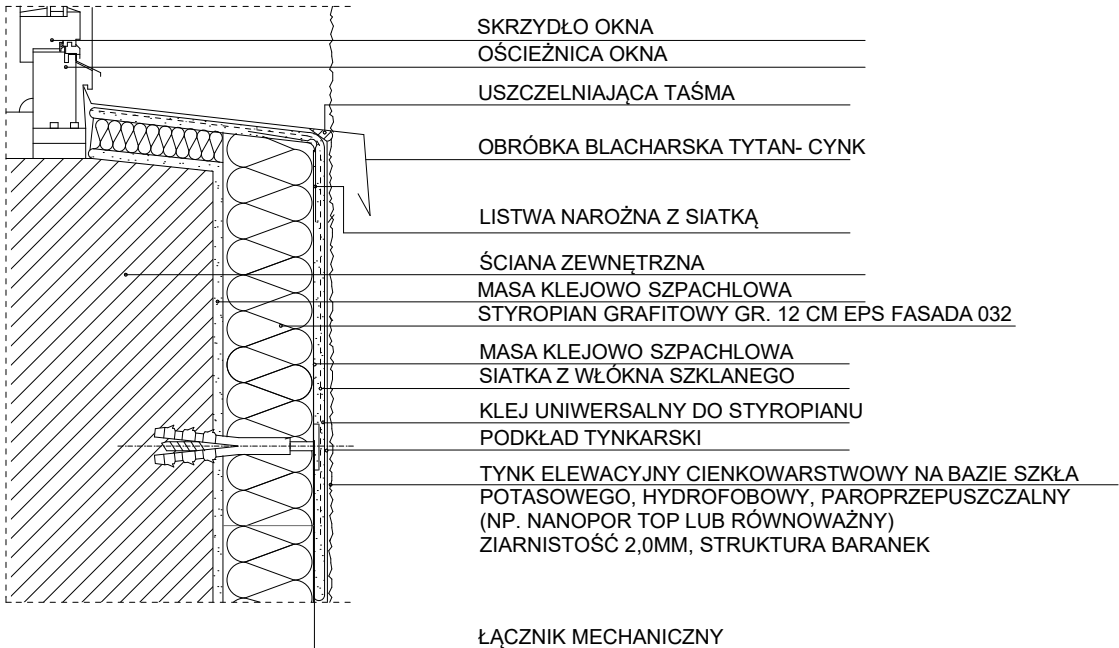 SKRZYDŁO OKNA
OŚCIEŻNICA OKNA
USZCZELNIAJĄCA TAŚMA
OBRÓBKA BLACHARSKA TYTAN- CYNK
LISTWA NAROŻNA Z SIATKĄ
ŚCIANA ZEWNĘTRZNA
MASA KLEJOWO SZPACHLOWA
STYROPIAN GRAFITOWY GR. 12 CM EPS FASADA 032
MASA KLEJOWO SZPACHLOWA
SIATKA Z WŁÓKNA SZKLANEGO
KLEJ UNIWERSALNY DO STYROPIANU
PODKŁAD TYNKARSKI
TYNK ELEWACYJNY CIENKOWARSTWOWY NA BAZIE SZKŁA
POTASOWEGO, HYDROFOBOWY, PAROPRZEPUSZCZALNY
(NP. NANOPOR TOP LUB RÓWNOWAŻNY)
ZIARNISTOŚĆ 2,0MM, STRUKTURA BARANEK
ŁĄCZNIK MECHANICZNY